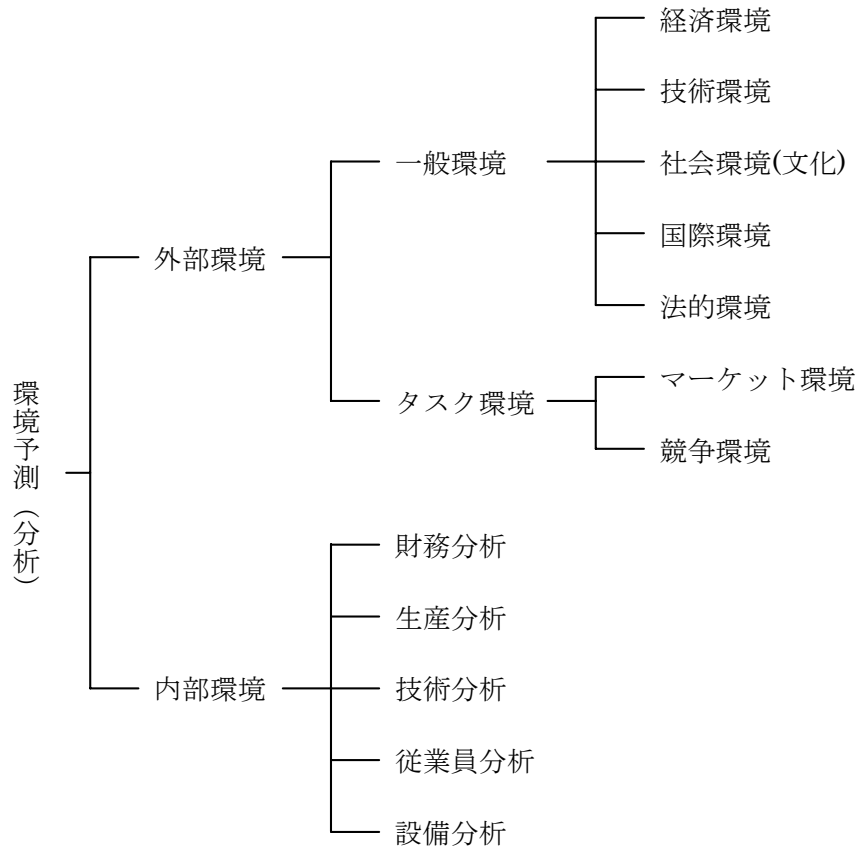 環境予測（分析）
外部環境
一般環境
経済環境
技術環境
社会環境(文化)
国際環境
法的環境
タスク環境
マーケット環境
競争環境
内部環境
財務分析
生産分析
技術分析
従業員分析
設備分析